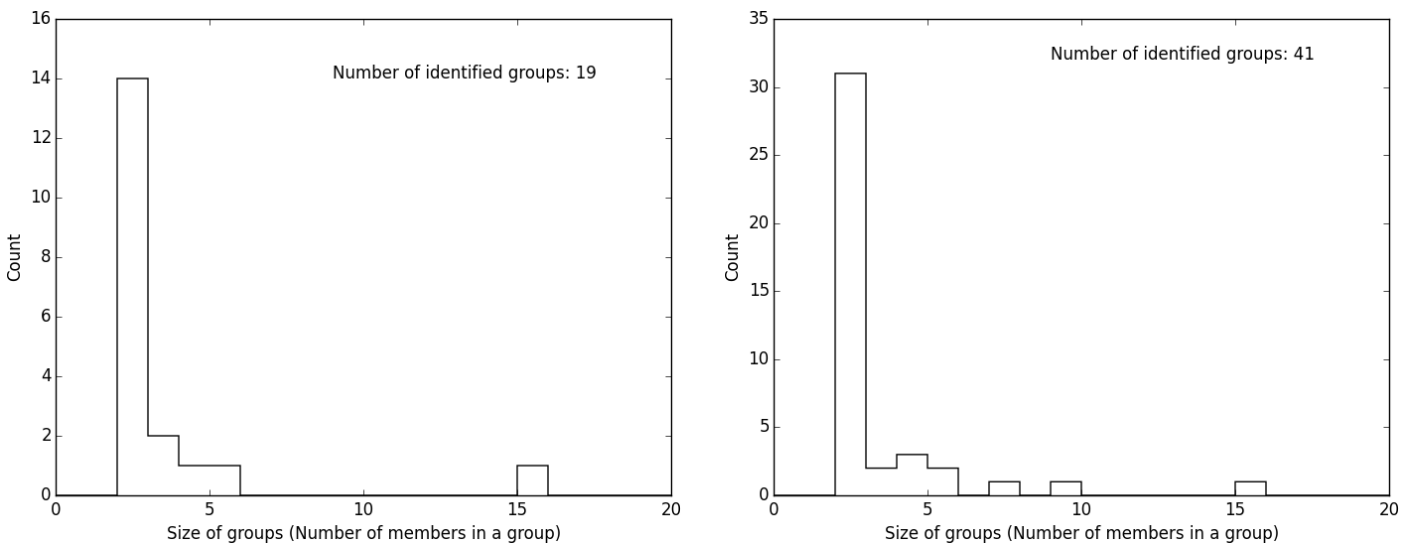 16
14
12
10
8
6
4
2
0
Count
Number of identified groups: 19
0 5 10 15 20
Size of groups (Number of members in a group)
35
30
25
20
15
10
5
0
Count
Number of identified groups: 41
0 5 10 15 20
Size of groups (Number of members in a group)